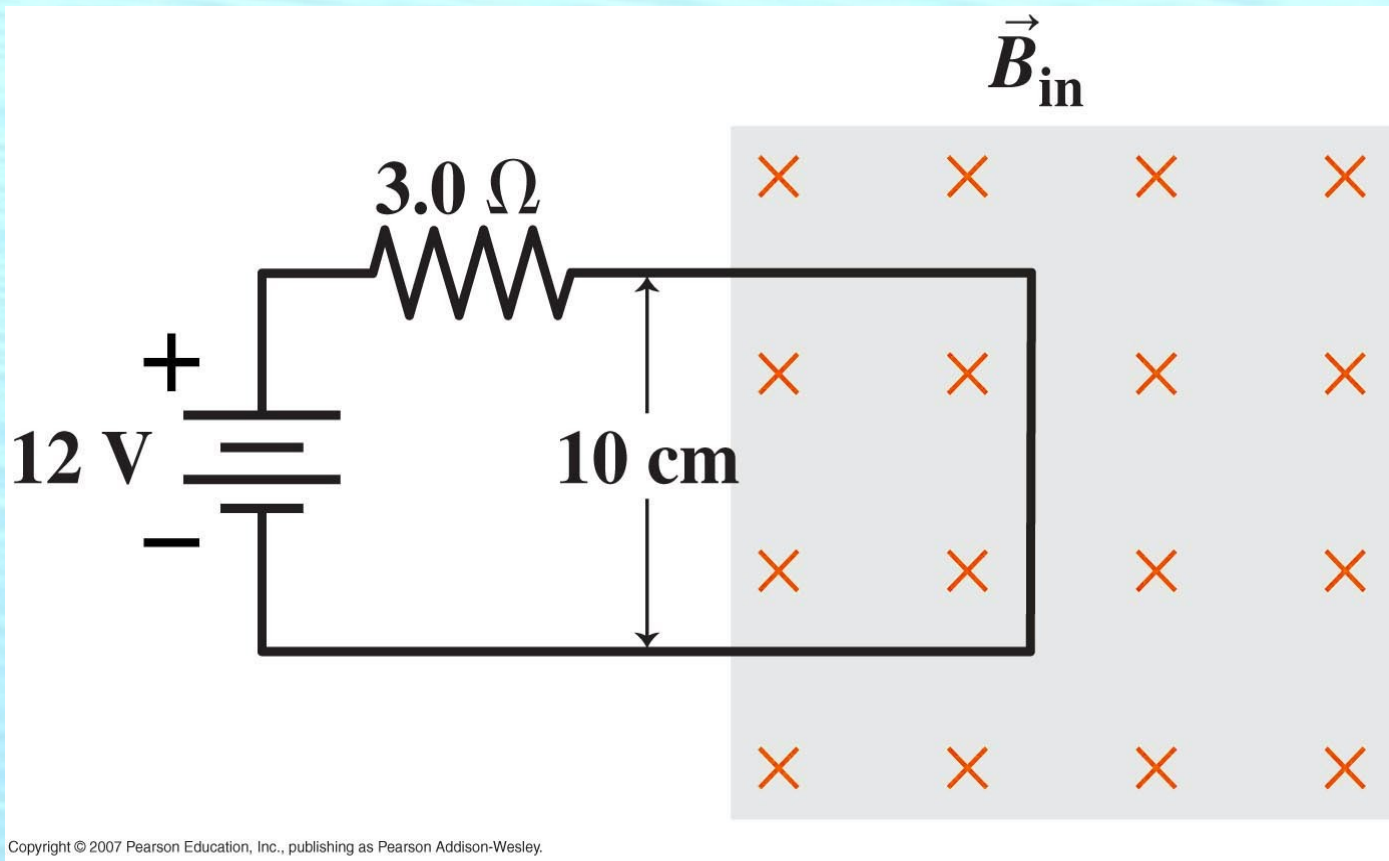 B⃗in
3.0 Ω
+
12 V
10 cm
−
Copyright © 2007 Pearson Education, Inc., publishing as Pearson Addison-Wesley.